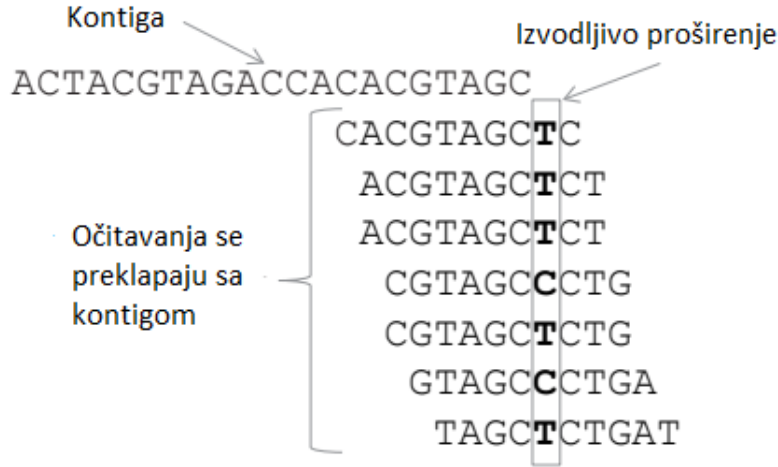 Kontiga
Izvodljivo proširenje
ACTACGTAGACCACACGTAGC
CACGTAGCTC
ACGTAGCTCT
ACGTAGCTCT
Očitavanja se
preklapaju sa
kontigom
CGTAGCCCTG
CGTAGCTCTG
GTAGCCCTGA
TAGCTCTGAT